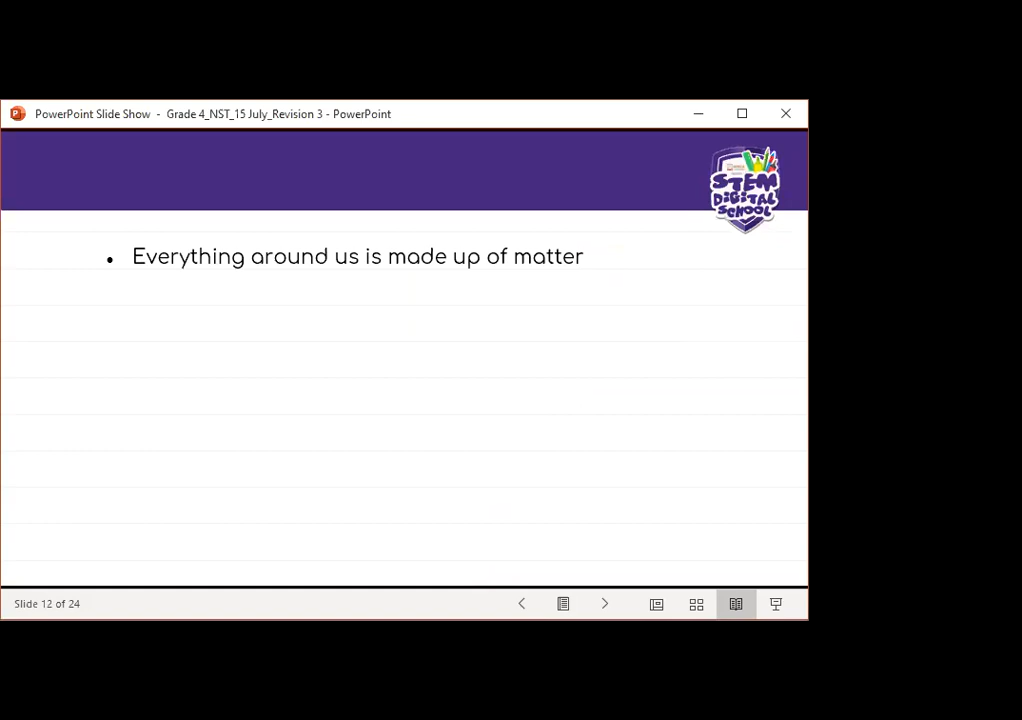 PowerPoint Slide Show - Grade 4_NST_15 July_Revision 3 - PowerPoint
STEM
DIGITAL
SCHOOL
• Everything around us is made up of matter
Slide 12 of 24